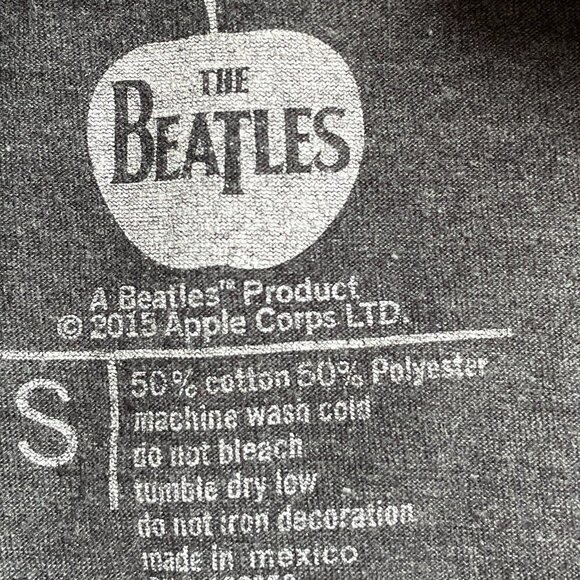 THE
BEATLES
A Beatles™ Product
© 2015 Apple Corps LTD.
S
50% cotton 50% Polyester
machine wash cold
do not bleach
tumble dry low
do not iron decoration
made in mexico